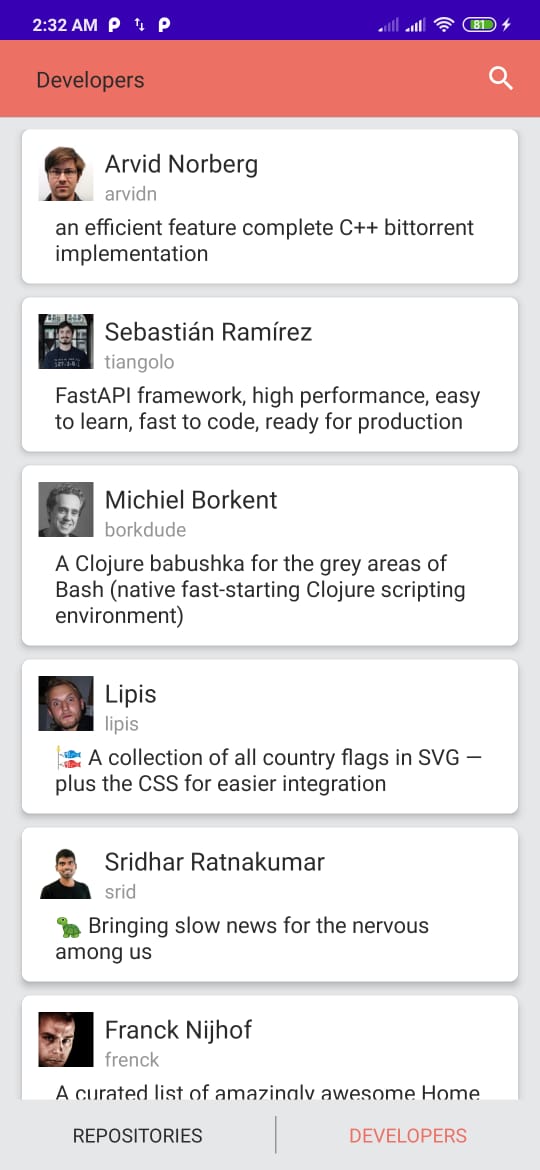 2:32 AM
81
Developers
Arvid Norberg
arvidn
an efficient feature complete C++ bittorrent
implementation
Sebastián Ramírez
tiangolo
FastAPI framework, high performance, easy
to learn, fast to code, ready for production
Michiel Borkent
borkdude
A Clojure babushka for the grey areas of
Bash (native fast-starting Clojure scripting
environment)
Lipis
lipis
🎏 A collection of all country flags in SVG —
plus the CSS for easier integration
Sridhar Ratnakumar
srid
🐢 Bringing slow news for the nervous
among us
Franck Nijhof
frenck
A curated list of amazingly awesome Home
REPOSITORIES
DEVELOPERS